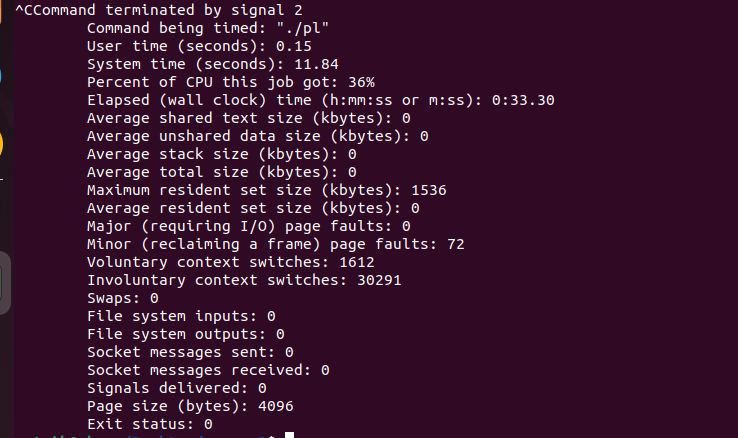 ^CCommand terminated by signal 2
Command being timed: "./pl"
User time (seconds): 0.15
System time (seconds): 11.84
Percent of CPU this job got: 36%
Elapsed (wall clock) time (h:mm:ss or m:ss): 0:33.30
Average shared text size (kbytes): 0
Average unshared data size (kbytes): 0
Average stack size (kbytes): 0
Average total size (kbytes): 0
Maximum resident set size (kbytes): 1536
Average resident set size (kbytes): 0
Major (requiring I/O) page faults: 0
Minor (reclaiming a frame) page faults: 72
Voluntary context switches: 1612
Involuntary context switches: 30291
Swaps: 0
File system inputs: 0
File system outputs: 0
Socket messages sent: 0
Socket messages received: 0
Signals delivered: 0
Page size (bytes): 4096
Exit status: 0